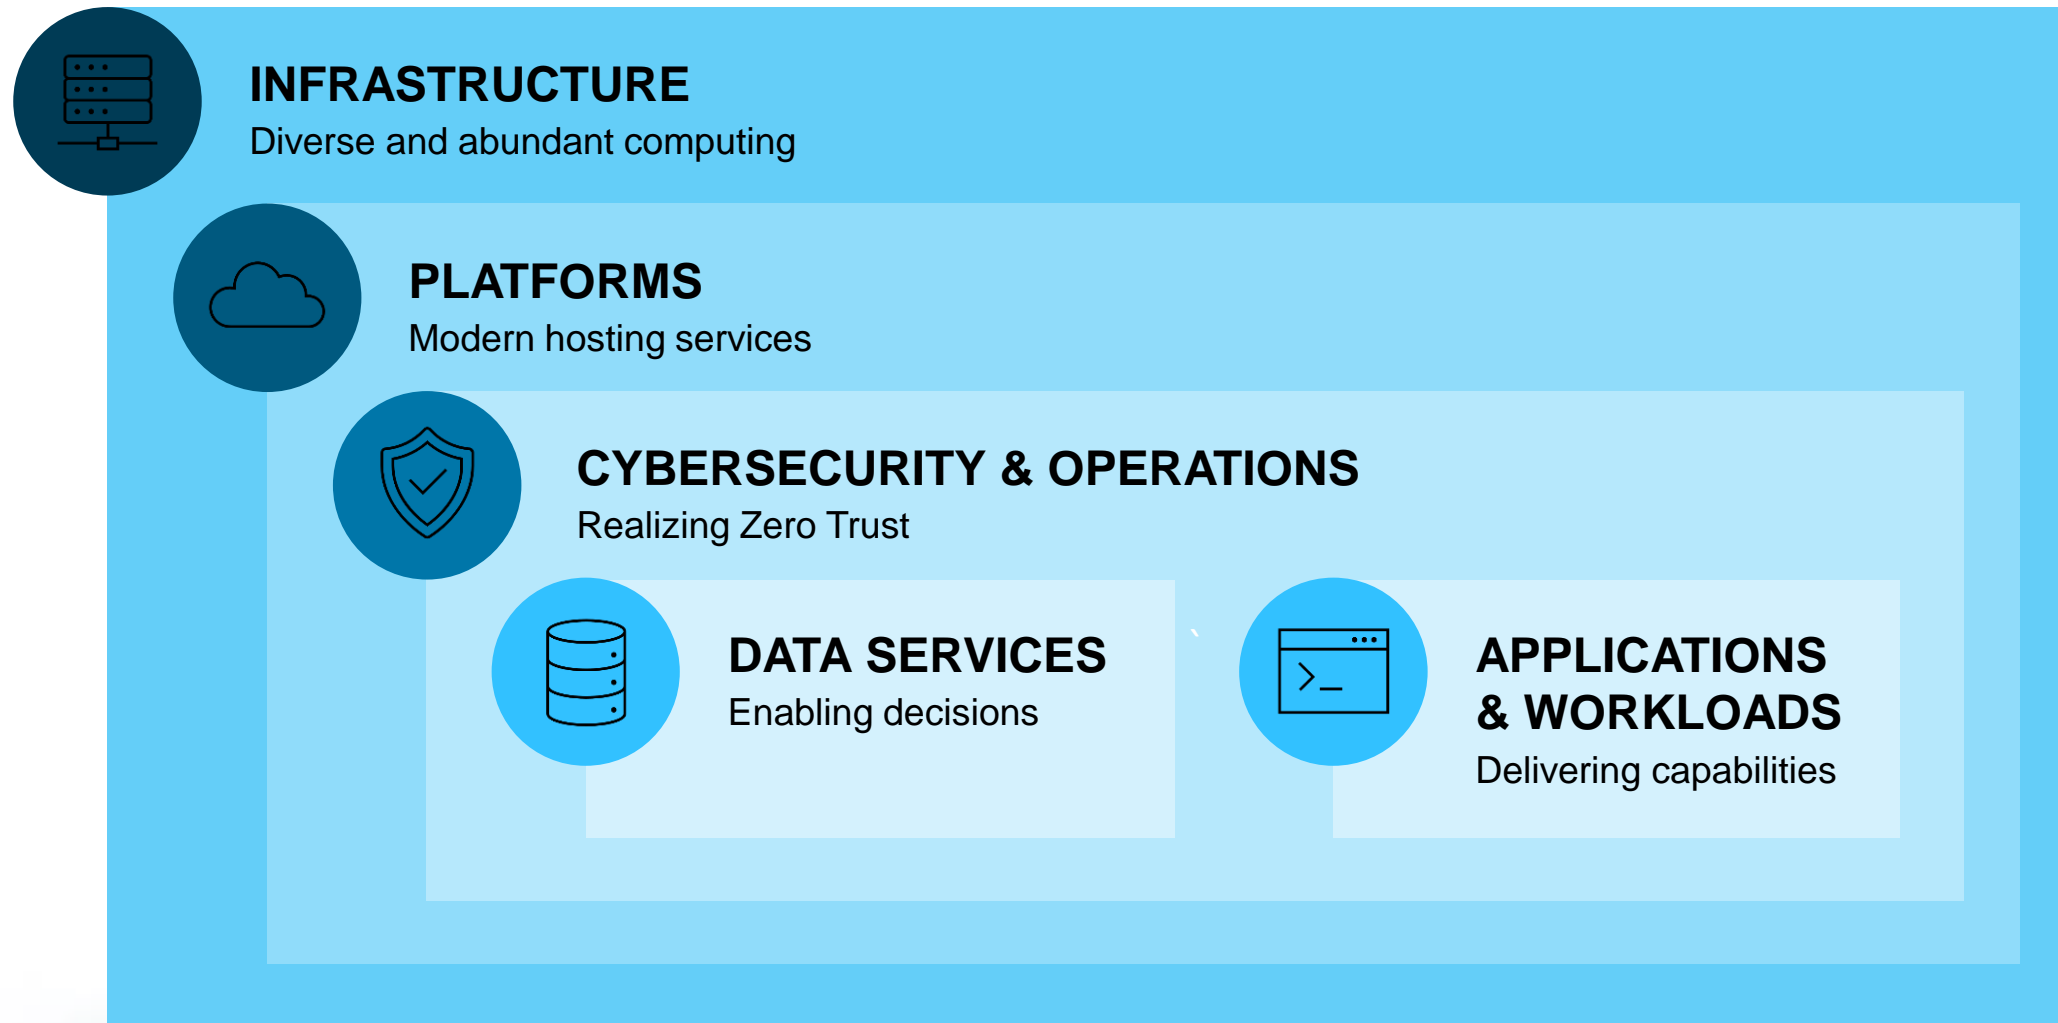 INFRASTRUCTURE
Diverse and abundant computing
PLATFORMS
Modern hosting services
CYBERSECURITY & OPERATIONS
Realizing Zero Trust
DATA SERVICES
Enabling decisions
`
APPLICATIONS
& WORKLOADS
Delivering capabilities